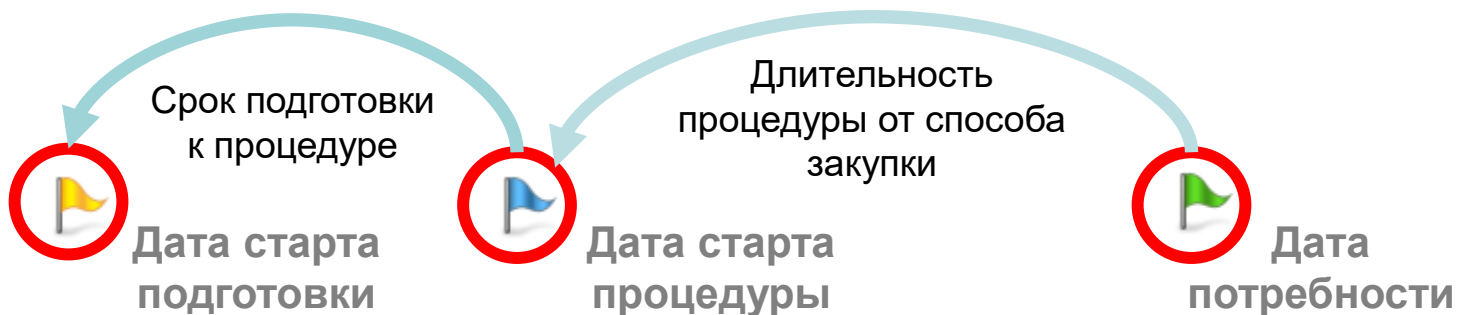 Срок подготовки
к процедуре
Длительность
процедуры от способа
закупки
Дата старта
подготовки
Дата старта
процедуры
Дата
потребности